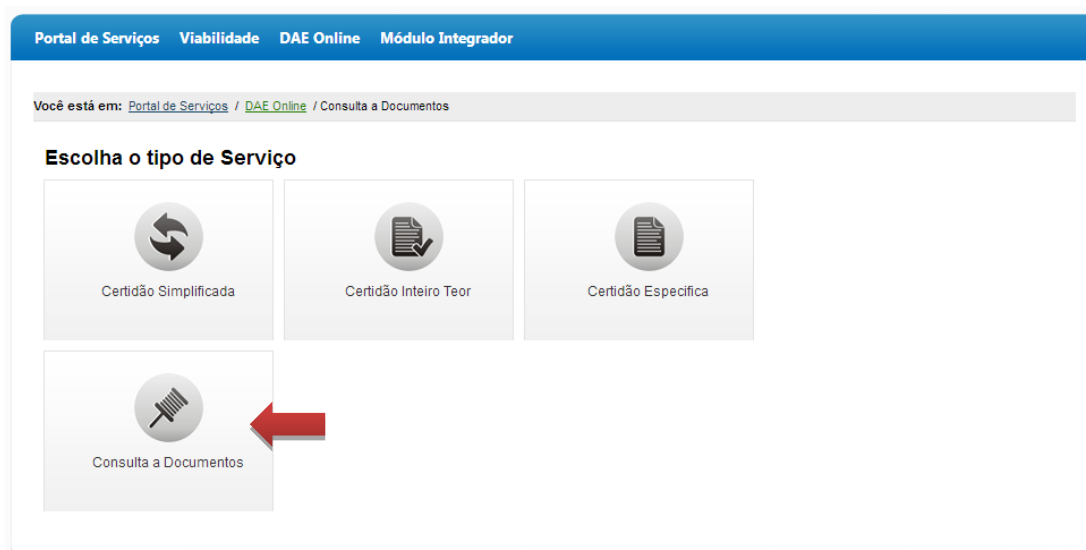 Portal de Serviços Viabilidade DAE Online Módulo Integrador
Você está em: Portal de Serviços / DAE Online / Consulta a Documentos
Escolha o tipo de Serviço
Certidão Simplificada Certidão Inteiro Teor Certidão Especifica
Consulta a Documentos